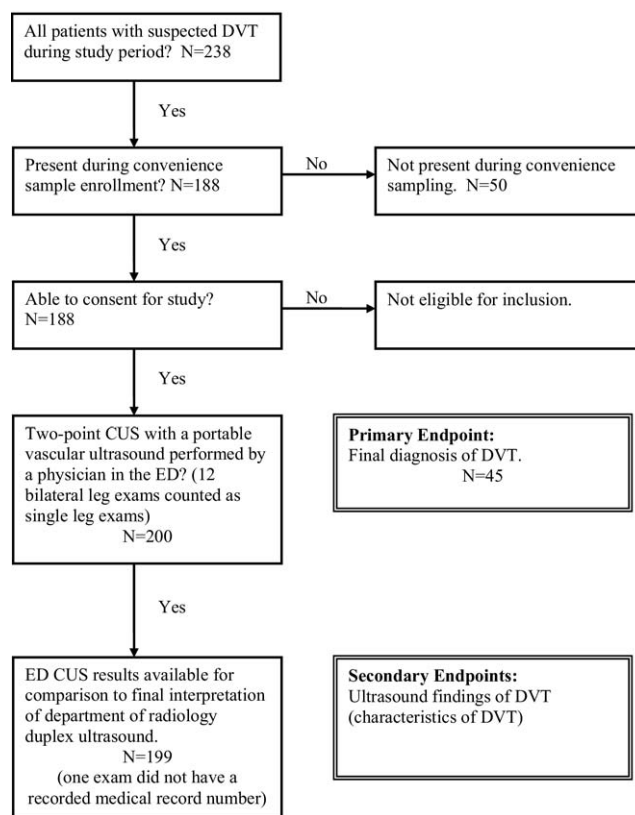 All patients with suspected DVT
during study period? N=238
Yes
Present during convenience
sample enrollment? N=188
No
Not present during convenience
sampling. N=50
Yes
Able to consent for study?
N=188
No
Not eligible for inclusion.
Yes
Two-point CUS with a portable
vascular ultrasound performed by
a physician in the ED? (12
bilateral leg exams counted as
single leg exams)
N=200
Primary Endpoint:
Final diagnosis of DVT.
N=45
Yes
ED CUS results available for
comparison to final interpretation
of department of radiology
duplex ultrasound.
N=199
(one exam did not have a
recorded medical record number)
Secondary Endpoints:
Ultrasound findings of DVT
(characteristics of DVT)